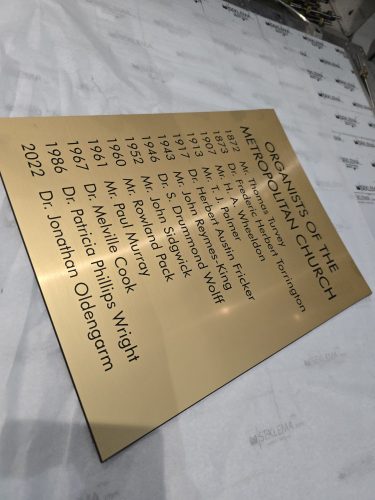 ORGANISTS OF THE
METROPOLITAN CHURCH
1872 Mr. Thomas Turvey
1873 Dr. Frederic Herbert Torrington
1907 Mr. H. A. Wheeldon
1913 Mr. T. J. Palmer
1917 Dr Herbert Austin Fricker
1943 Mr. John Reymes-King
1946 Dr. S. Drummond Wolff
1952 Mr. John Sidgwick
1960 Mr. Rowland Pack
1961 Mr. Paul Murray
1967 Dr. Melville Cook
1986 Dr. Patricia Phillips Wright
2022 Dr. Jonathan Oldengarm